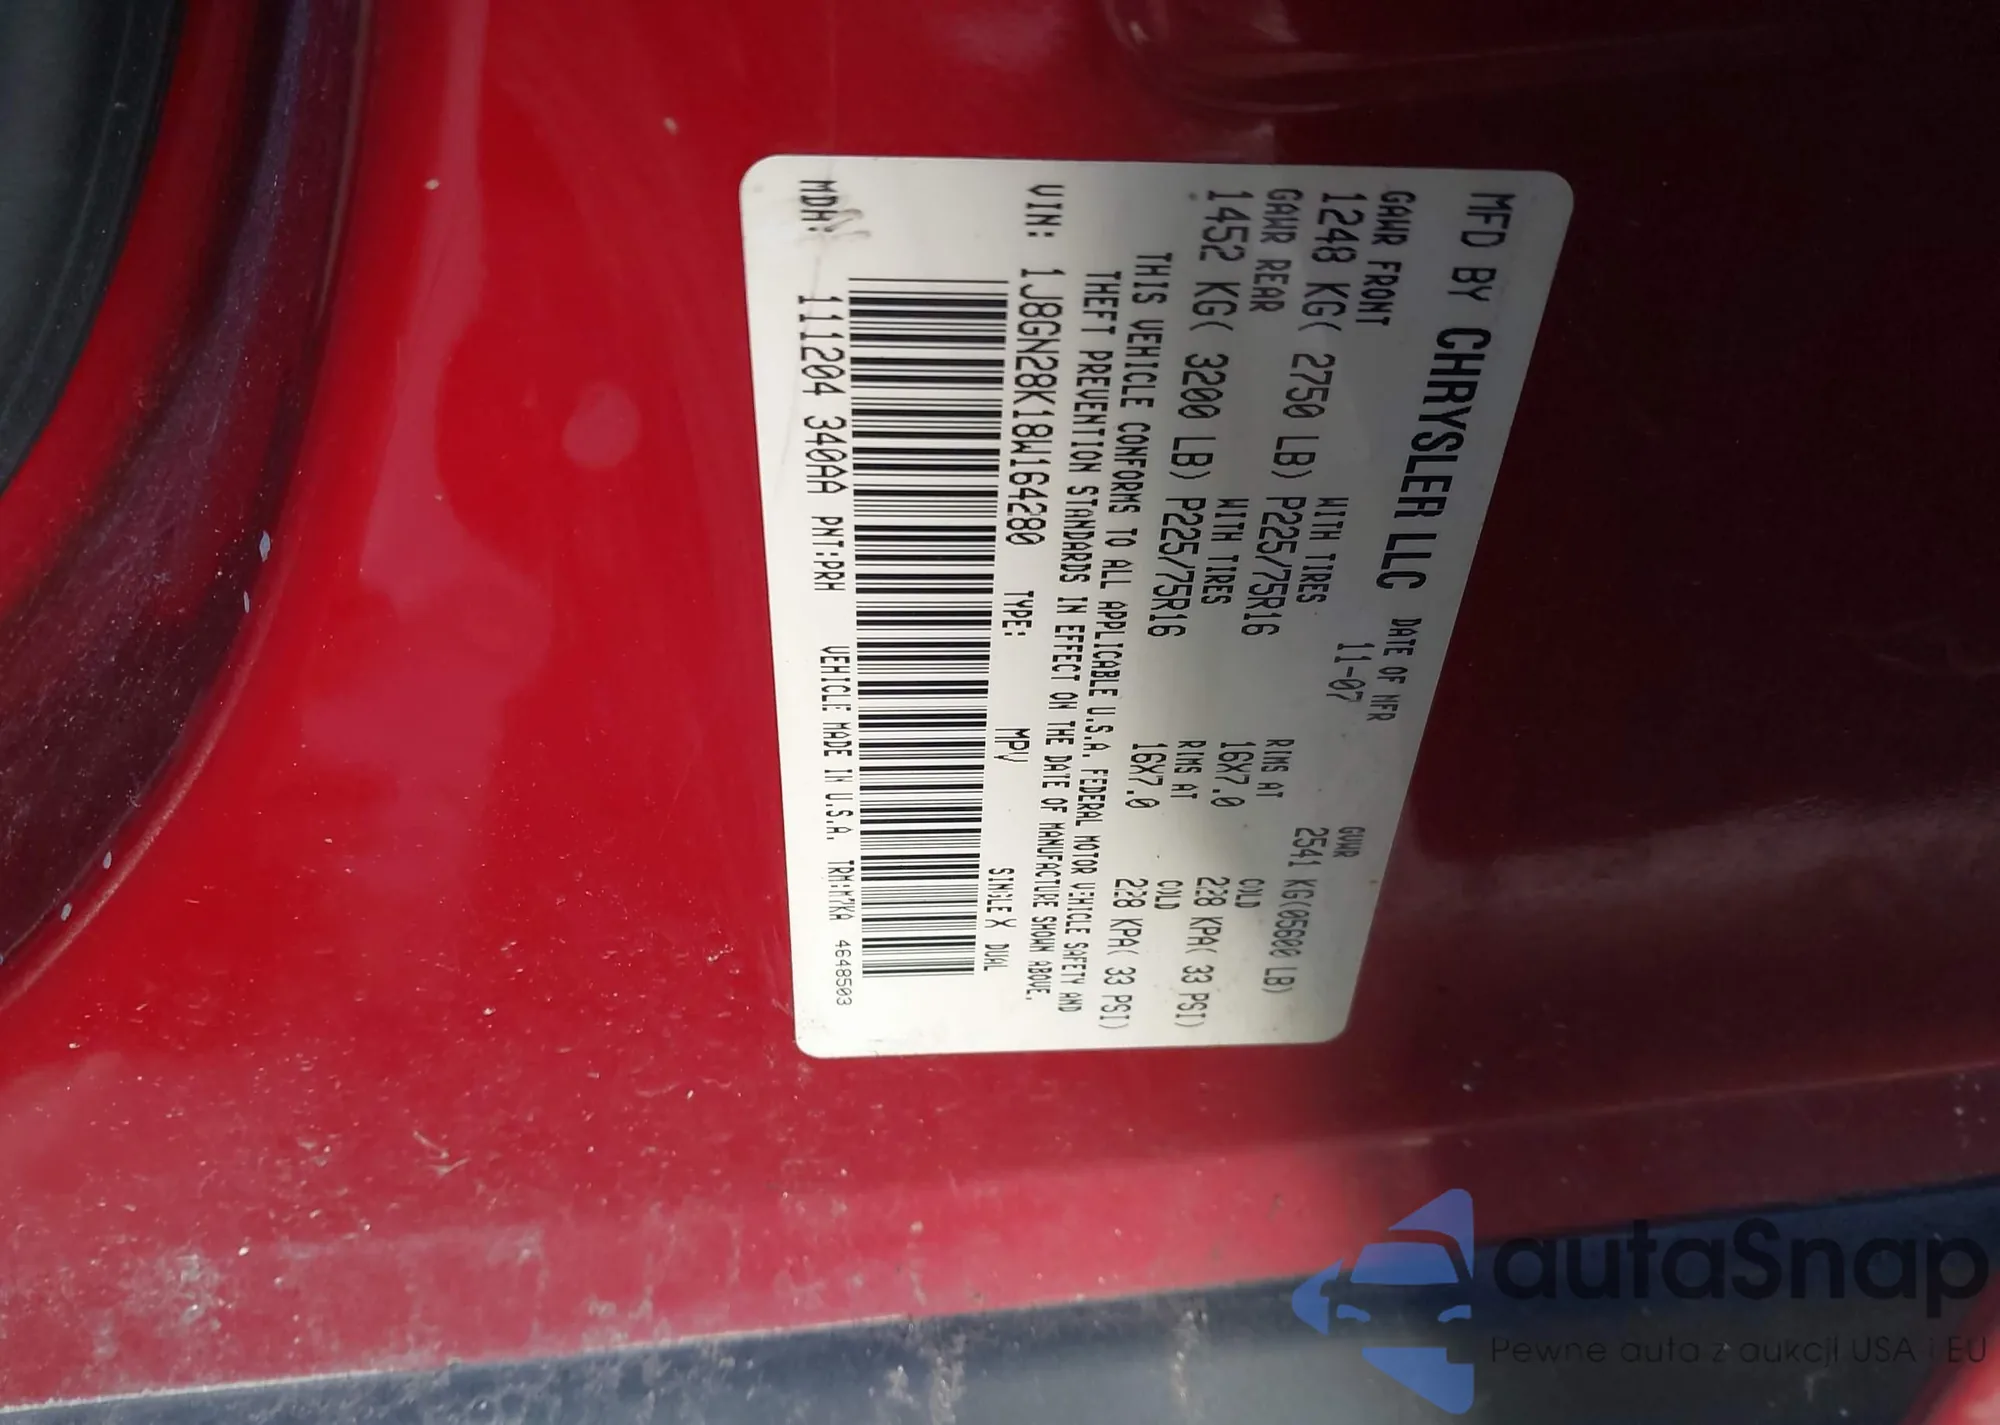 MFD BY CHRYSLER LLC DATE OF MFR GVWR
11-07 2541 KG(05600 LB)
GAWR FRONT WITH TIRES RIMS AT COLD
1248 KG( 2750 LB) P225/75R16 16X7.0 228 KPA( 33 PSI)
GAWR REAR WITH TIRES RIMS AT COLD
1452 KG( 3200 LB) P225/75R16 16X7.0 228 KPA( 33 PSI)
THIS VEHICLE CONFORMS TO ALL APPLICABLE U.S.A. FEDERAL MOTOR VEHICLE SAFETY AND
THEFT PREVENTION STANDARDS IN EFFECT ON THE DATE OF MANUFACTURE SHOWN ABOVE.
VIN: 1J8GN28K18W164280 TYPE: MPV SINGLE X DUAL
MDH: 111204 340AA PNT:PRH VEHICLE MADE IN U.S.A. TRM:M7KA 4648503
autaSnap
Pewne auta z aukcji USA i EU